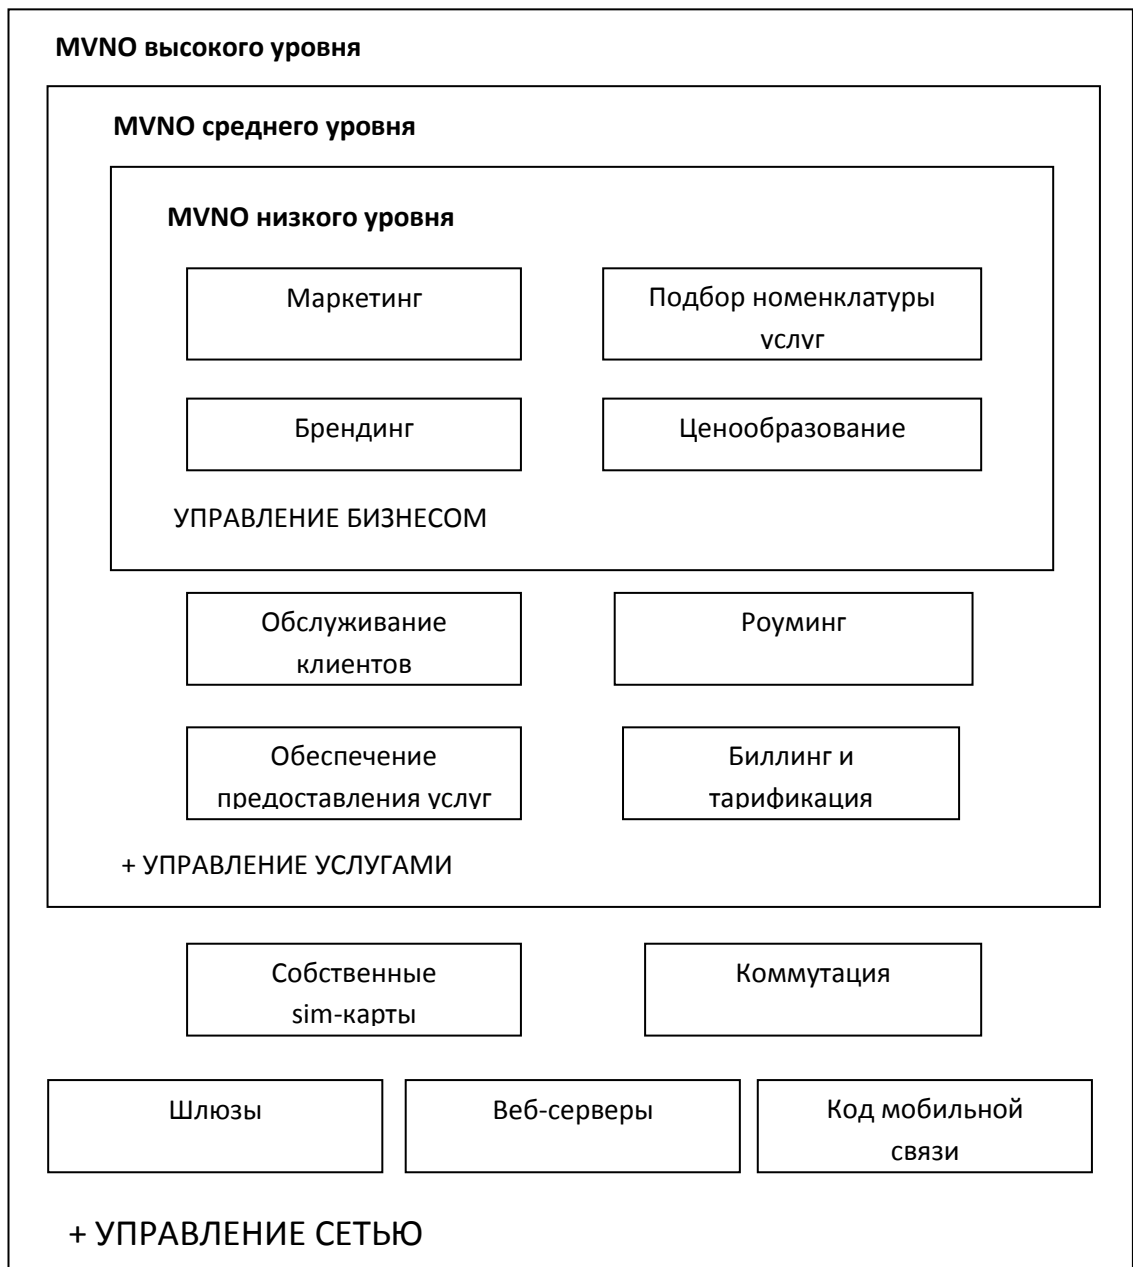 MVNO высокого уровня
MVNO среднего уровня
MVNO низкого уровня
Маркетинг
Подбор номенклатуры
услуг
Брендинг
Ценообразование
УПРАВЛЕНИЕ БИЗНЕСОМ
Обслуживание
клиентов
Роуминг
Обеспечение
предоставления услуг
Биллинг и
тарификация
+ УПРАВЛЕНИЕ УСЛУГАМИ
Собственные
sim-карты
Коммутация
Шлюзы
Веб-серверы
Код мобильной
связи
+ УПРАВЛЕНИЕ СЕТЬЮ